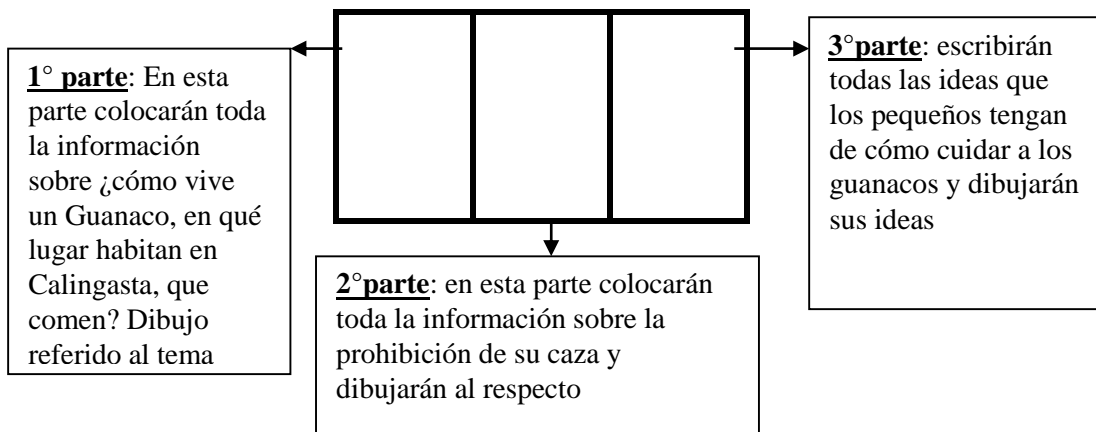 1° parte: En esta
parte colocarán toda
la información
sobre ¿cómo vive
un Guanaco, en qué
lugar habitan en
Calingasta, que
comen? Dibujo
referido al tema
2°parte: en esta parte colocarán
toda la información sobre la
prohibición de su caza y
dibujarán al respecto
3°parte: escribirán
todas las ideas que
los pequeños tengan
de cómo cuidar a los
guanacos y dibujarán
sus ideas